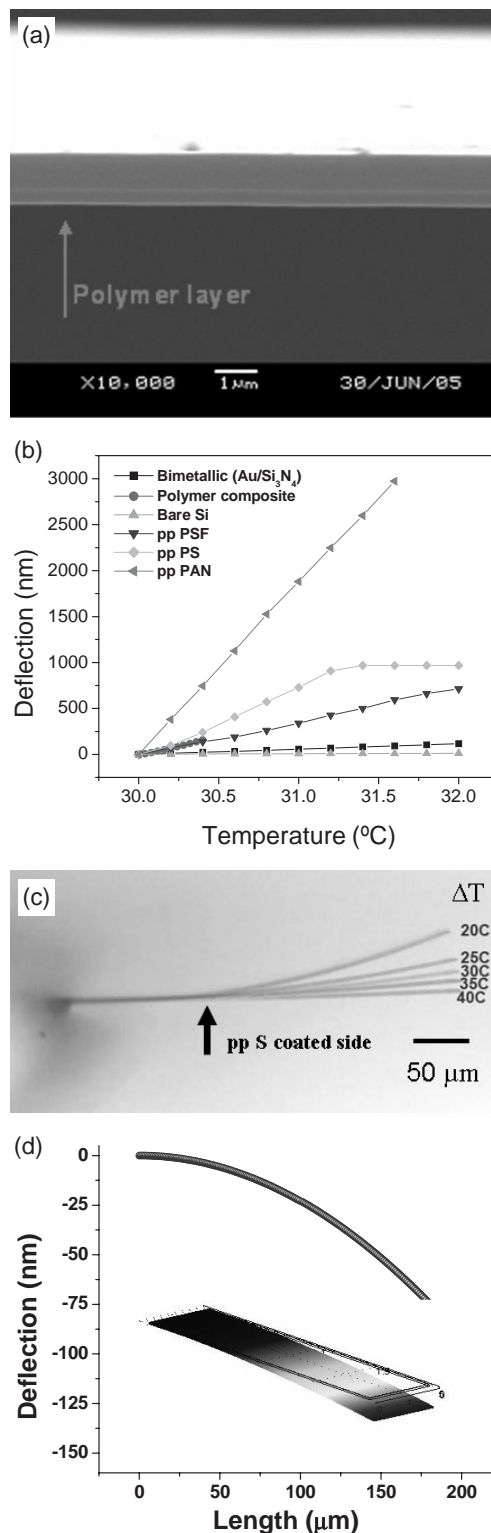 (a)
Polymer layer
X10,000 1μm 30/JUN/05
(b)
3000
2500
2000
1500
1000
500
0
Deflection (nm)
Bimetallic (Au/Si3N4)
Polymer composite
Bare Si
pp PSF
pp PS
pp PAN
30.0 30.5 31.0 31.5 32.0
Temperature (ºC)
(c)
ΔT
20C
25C
30C
35C
40C
pp S coated side
50 μm
(d)
0
-25
-50
-75
-100
-125
-150
Deflection (nm)
0 50 100 150 200
Length (μm)